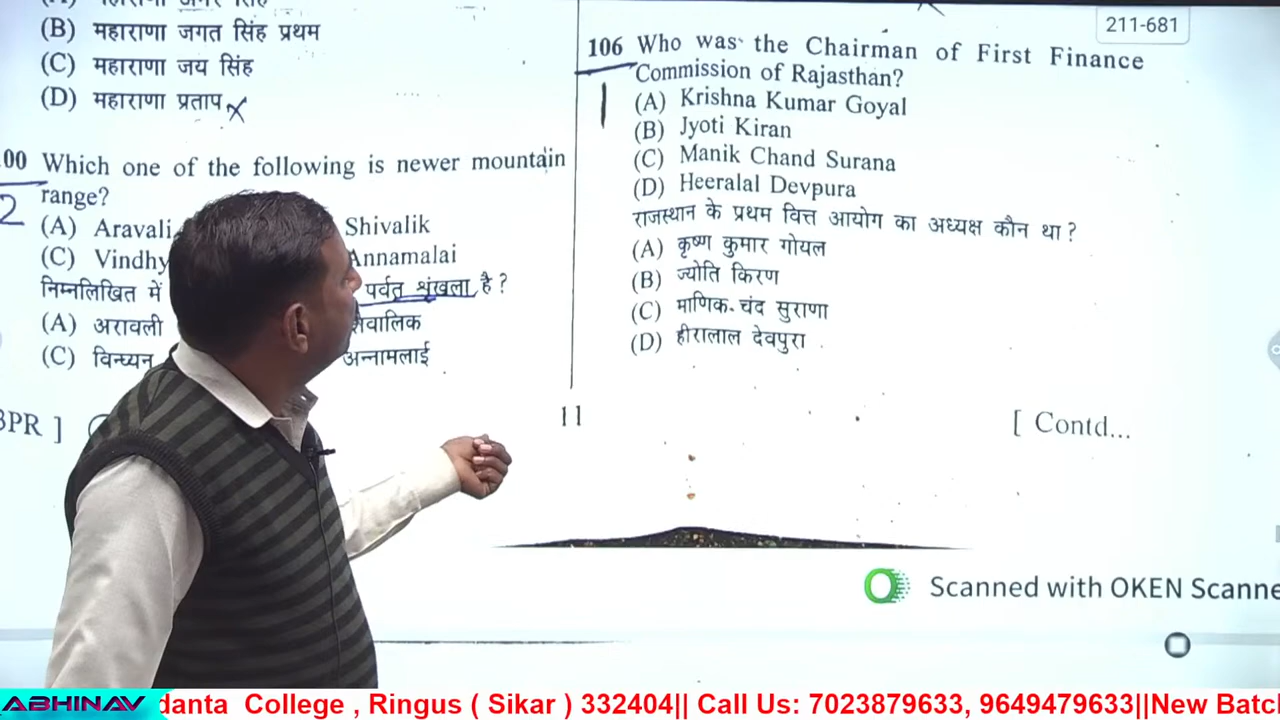 (B) महाराणा जगत सिंह प्रथम
(C) महाराणा जय सिंह
(D) महाराणा प्रताप
00 Which one of the following is newer mountain
range?
2
(A) Aravali Shivalik
(C) Vindhy Annamalai
निम्नलिखित में पर्वत श्रृंखला है ?
(A) अरावली शिवालिक
(C) विन्ध्यन अन्नामलाई
BPR ]
11
211-681
106 Who was the Chairman of First Finance
Commission of Rajasthan?
1
(A) Krishna Kumar Goyal
(B) Jyoti Kiran
(C) Manik Chand Surana
(D) Heeralal Devpura
राजस्थान के प्रथम वित्त आयोग का अध्यक्ष कौन था ?
(A) कृष्ण कुमार गोयल
(B) ज्योति किरण
(C) माणिक चंद सुराणा
(D) हीरालाल देवपुरा
[ Contd...
Scanned with OKEN Scanne
ABHINAV danta College , Ringus ( Sikar ) 332404|| Call Us: 7023879633, 9649479633||New Batc